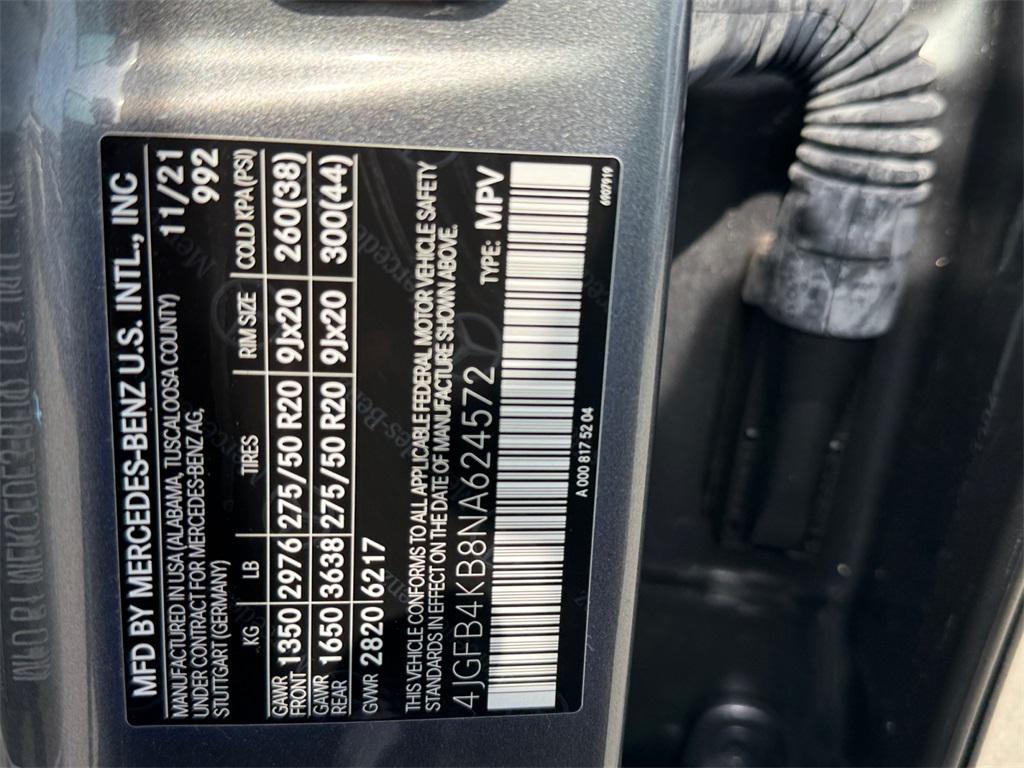 MFD BY MERCEDES-BENZ U.S. INTL., INC
MANUFACTURED IN USA (ALABAMA, TUSCALOOSA COUNTY) 11/21
UNDER CONTRACT FOR MERCEDES-BENZ AG, 992
STUTTGART (GERMANY)
KG LB TIRES RIM SIZE COLD KPA (PSI)
GAWR FRONT 1350 2976 275/50 R20 9Jx20 260(38)
GAWR REAR 1650 3638 275/50 R20 9Jx20 300(44)
GVWR 2820 6217
THIS VEHICLE CONFORMS TO ALL APPLICABLE FEDERAL MOTOR VEHICLE SAFETY
STANDARDS IN EFFECT ON THE DATE OF MANUFACTURE SHOWN ABOVE.
4JGFB4KB8NA624572 TYPE: MPV
A 000 817 52 04
6907919